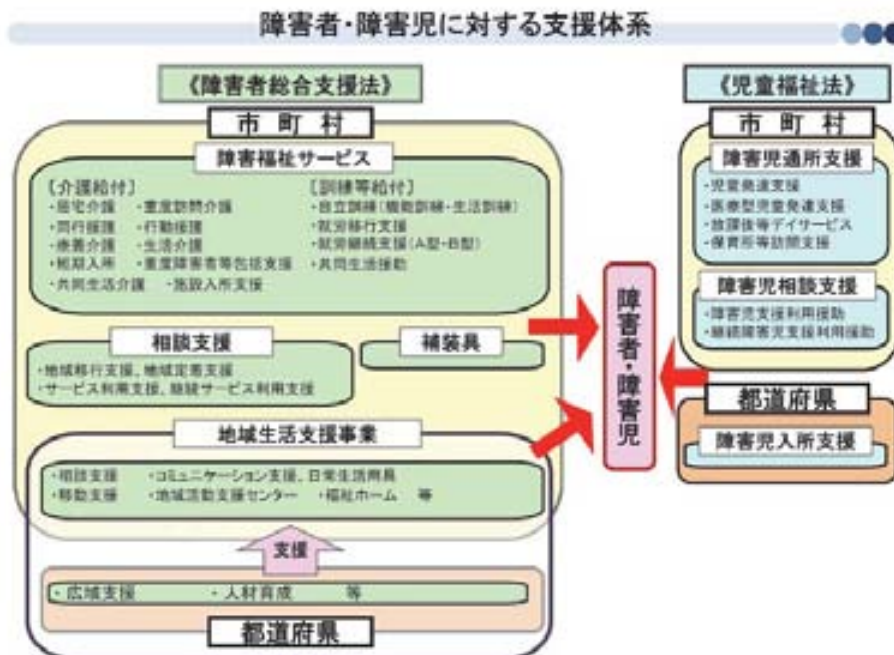 障害者・障害児に対する支援体系
《障害者総合支援法》
市町村
障害福祉サービス
〔介護給付〕
・居宅介護 ・重度訪問介護
・同行援護 ・行動援護
・療養介護 ・生活介護
・短期入所 ・重度障害者等包括支援
・共同生活介護 ・施設入所支援
〔訓練等給付〕
・自立訓練(機能訓練・生活訓練)
・就労移行支援
・就労継続支援(A型・B型)
・共同生活援助
相談支援
・地域移行支援、地域定着支援
・サービス利用支援、継続サービス利用支援
補装具
地域生活支援事業
・相談支援 ・コミュニケーション支援、日常生活用具
・移動支援 ・地域活動支援センター ・福祉ホーム 等
支援
・広域支援 ・人材育成 等
都道府県
障害者・障害児
《児童福祉法》
市町村
障害児通所支援
・児童発達支援
・医療型児童発達支援
・放課後等デイサービス
・保育所等訪問支援
障害児相談支援
・障害児支援利用援助
・継続障害児支援利用援助
都道府県
障害児入所支援